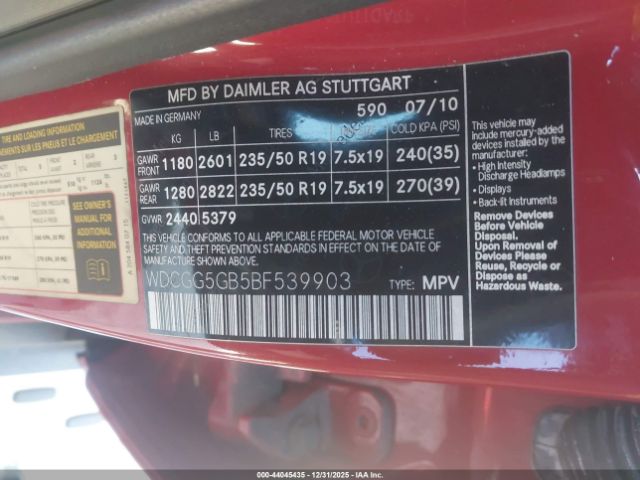 MFD BY DAIMLER AG STUTTGART
MADE IN GERMANY 590 07/10
KG LB TIRES COLD KPA (PSI)
GAWR FRONT 1180 2601 235/50 R19 7.5x19 240(35)
GAWR REAR 1280 2822 235/50 R19 7.5x19 270(39)
GVWR 2440 5379
THIS VEHICLE CONFORMS TO ALL APPLICABLE FEDERAL MOTOR VEHICLE
SAFETY AND BUMPER AND THEFT PREVENTION STANDARDS IN EFFECT ON THE DATE
OF MANUFACTURE SHOWN ABOVE.
WDCGG5GB5BF539903 TYPE: MPV
This vehicle may
include mercury-added
devices installed by the
manufacturer:
• High Intensity
Discharge Headlamps
• Displays
• Back-lit Instruments
Remove Devices
Before Vehicle
Disposal.
Upon Removal of
Devices Please
Reuse, Recycle or
Dispose as
Hazardous Waste.
TIRE AND LOADING INFORMATION
SEE OWNER'S
MANUAL FOR
ADDITIONAL
INFORMATION
000-44045435 12/31/2025 IAA Inc.